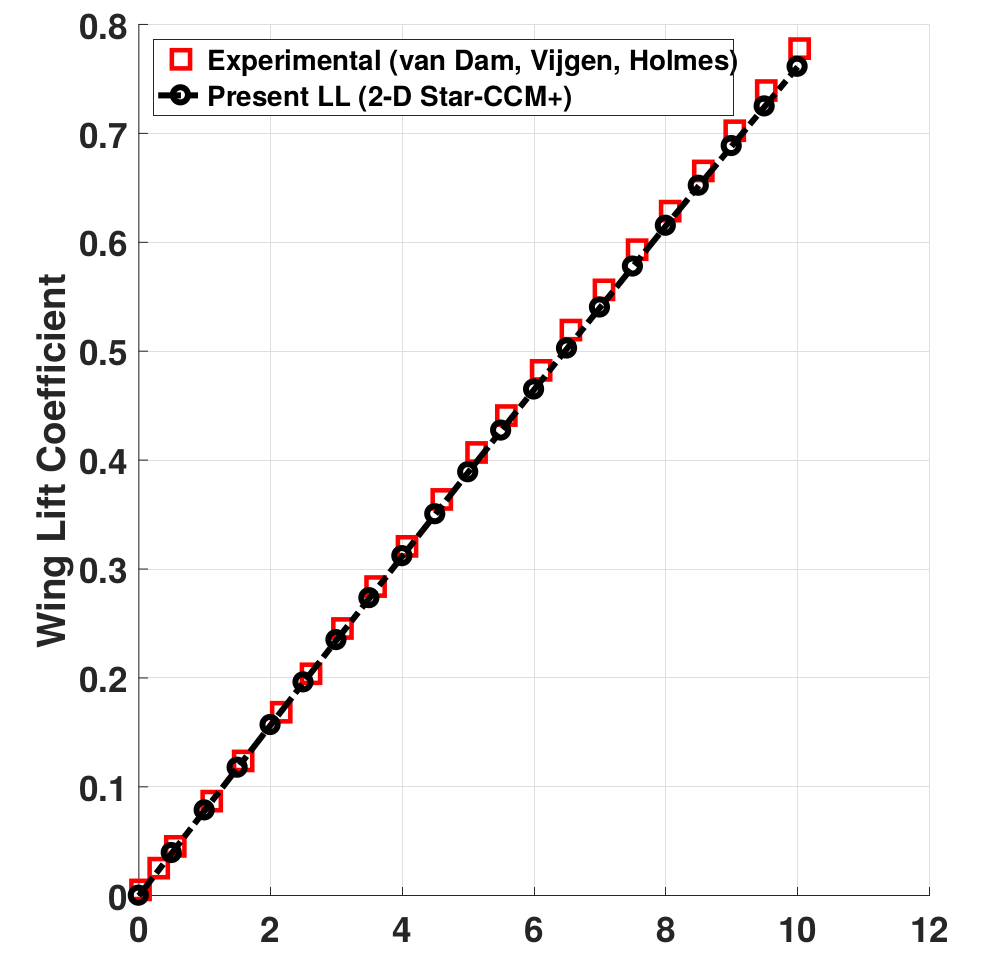 0.8
Experimental (van Dam, Vijgen, Holmes)
Present LL (2-D Star-CCM+)
0.7
0.6
0.5
Wing Lift Coefficient
0.4
0.3
0.2
0.1
0
0 2 4 6 8 10 12